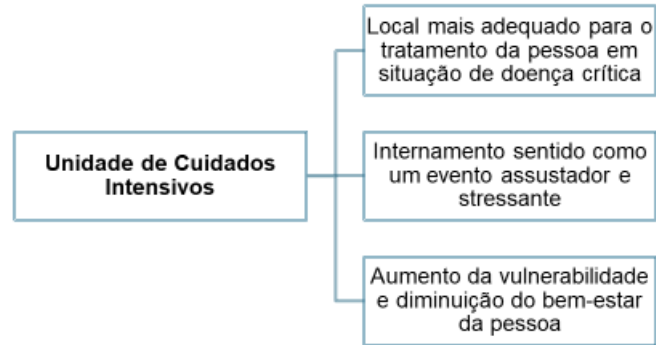 Local mais adequado para o
tratamento da pessoa em
situação de doença crítica
Unidade de Cuidados
Intensivos
Internamento sentido como
um evento assustador e
stressante
Aumento da vulnerabilidade
e diminuição do bem-estar
da pessoa